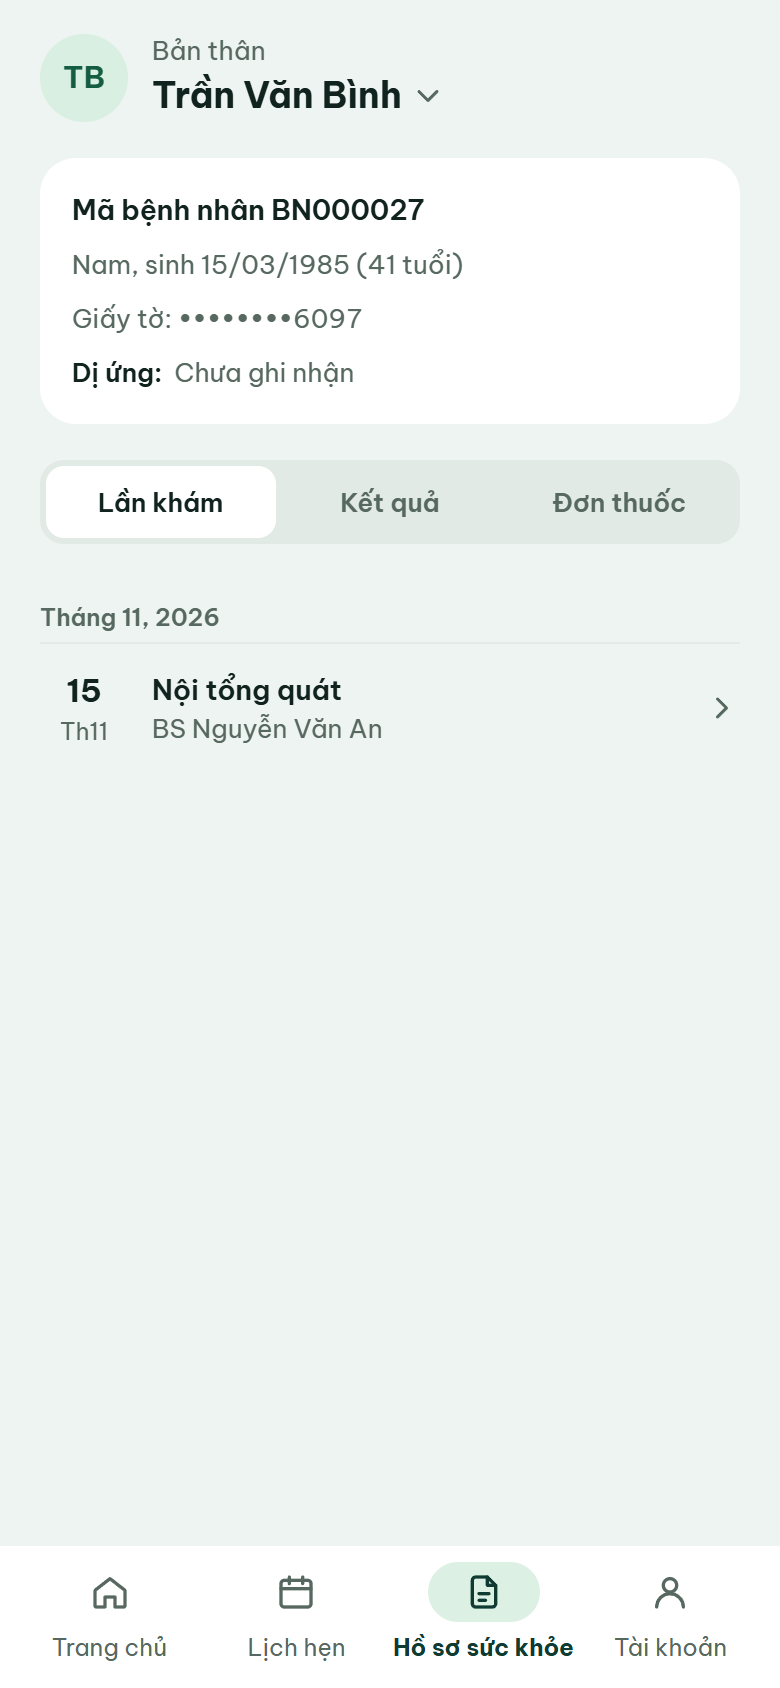 TB
Bản thân
Trần Văn Bình
Mã bệnh nhân BN000027
Nam, sinh 15/03/1985 (41 tuổi)
Giấy tờ: ••••••••6097
Dị ứng: Chưa ghi nhận
Lần khám
Kết quả
Đơn thuốc
Tháng 11, 2026
15
Th11
Nội tổng quát
BS Nguyễn Văn An
Trang chủ
Lịch hẹn
Hồ sơ sức khỏe
Tài khoản